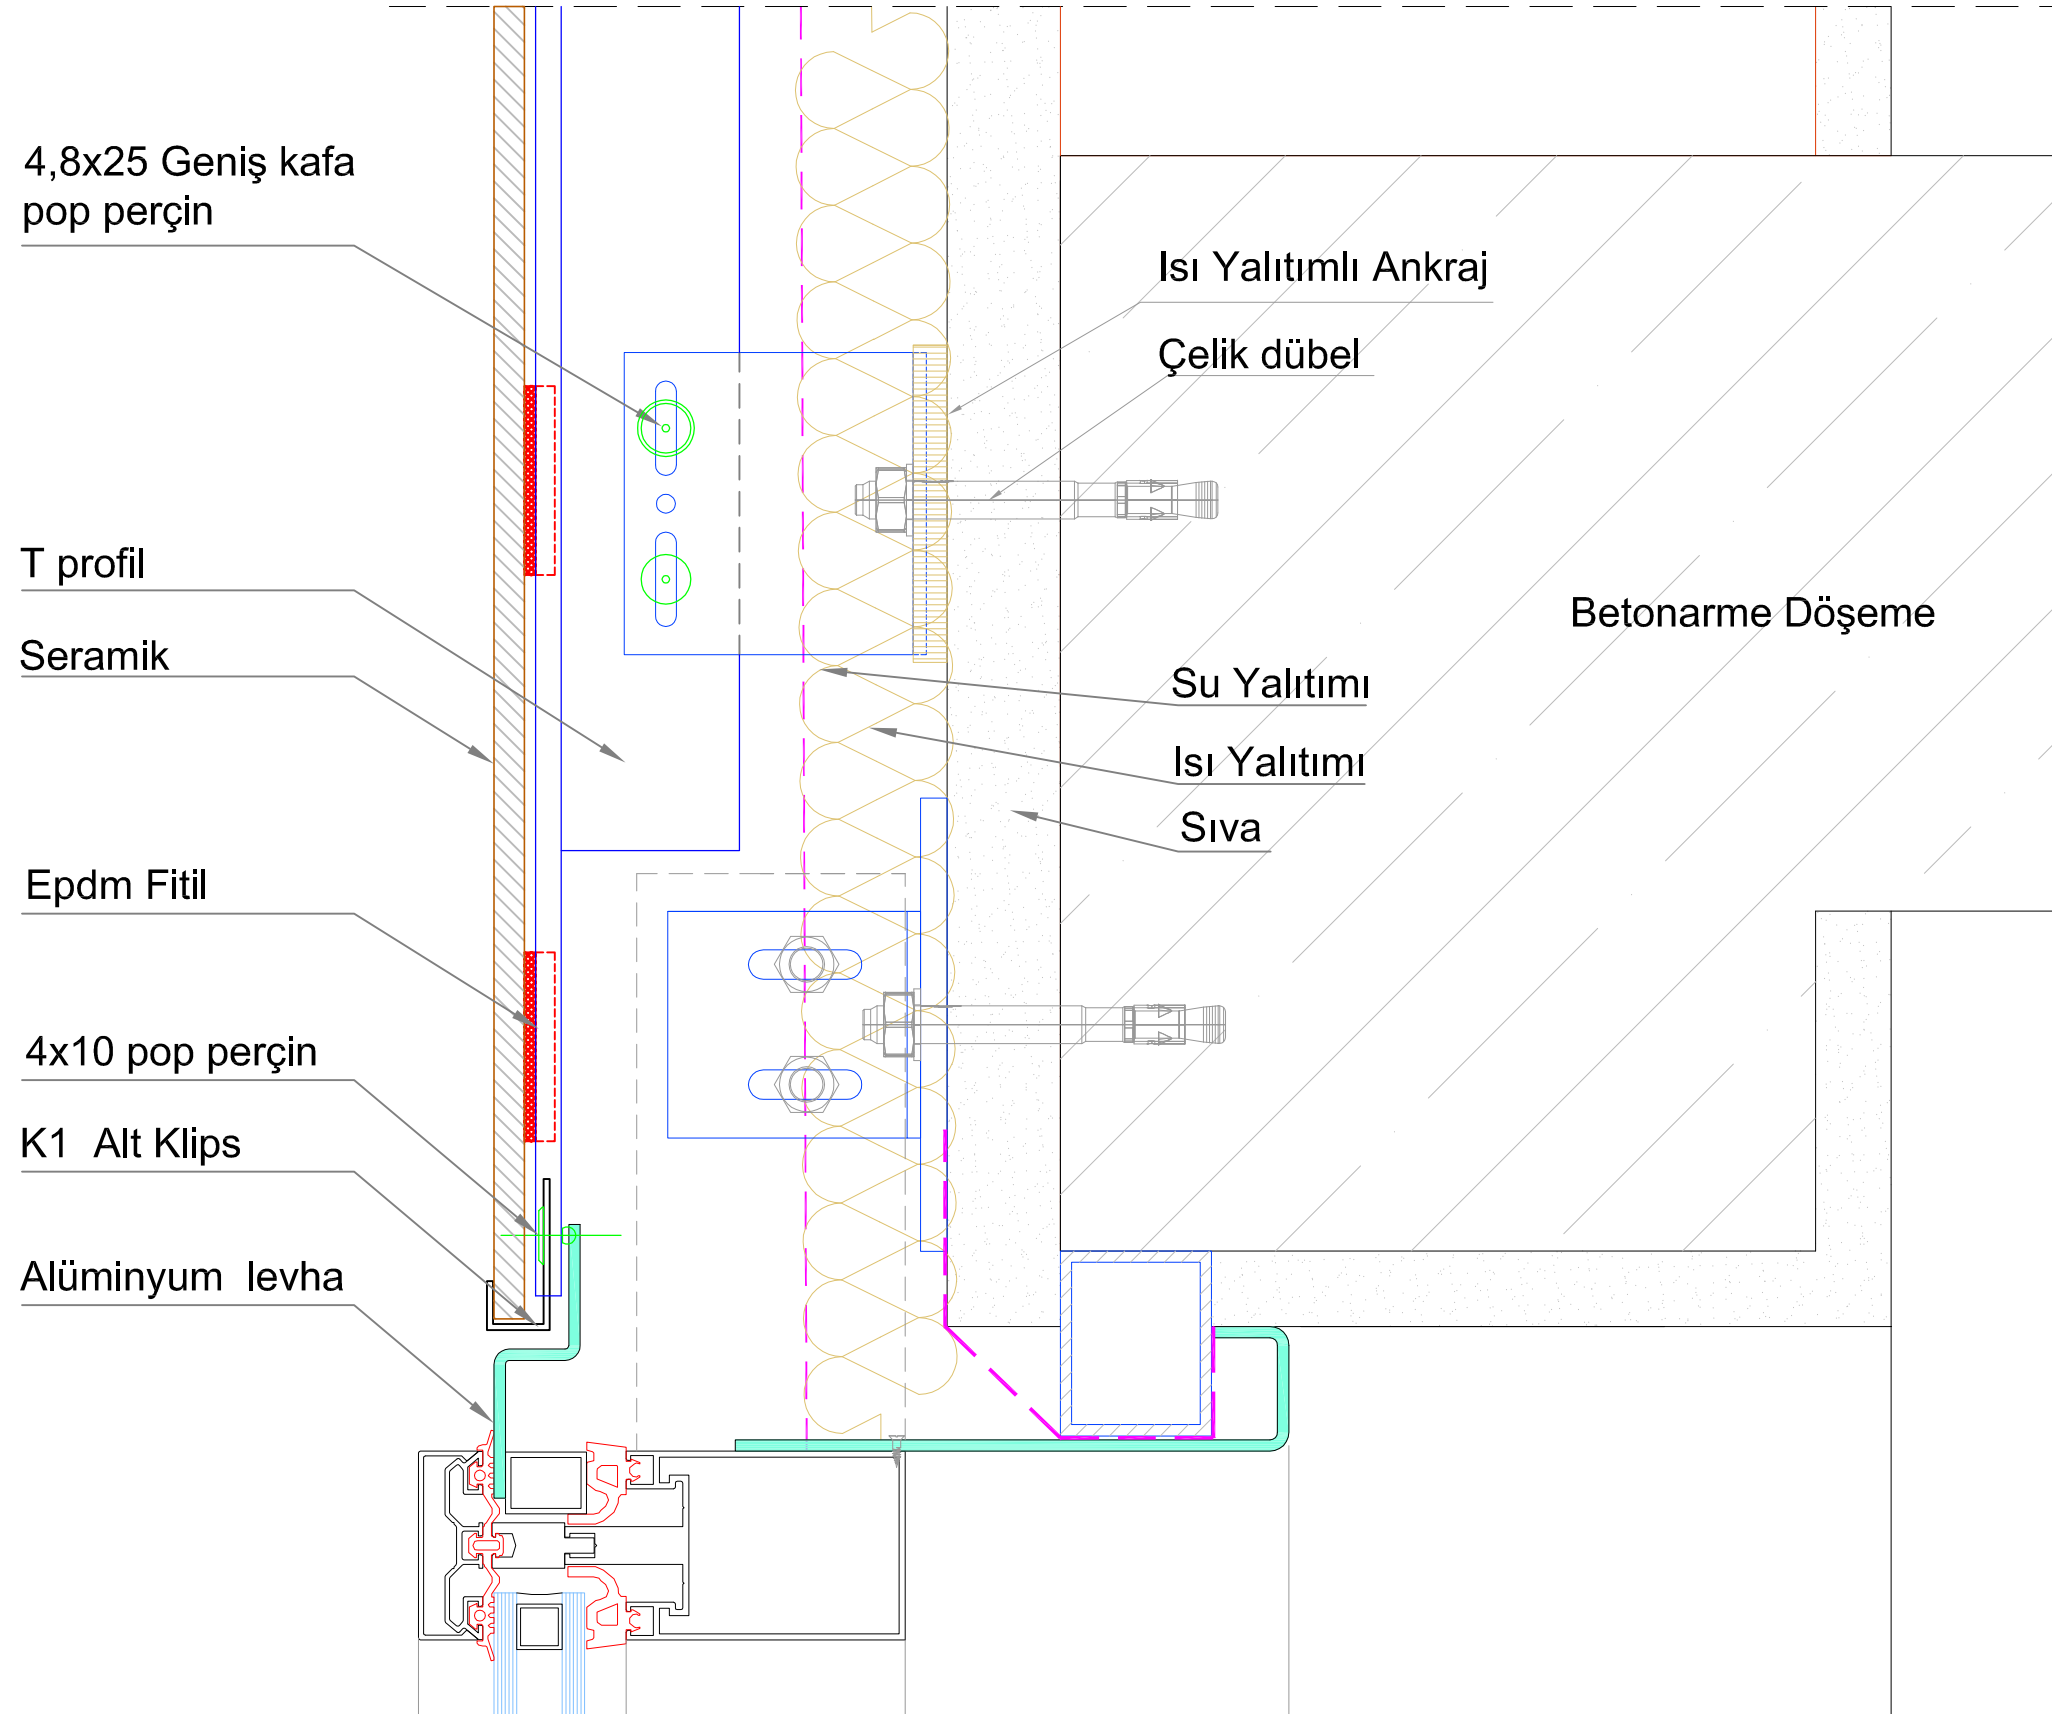 4,8x25 Geniş kafa
pop perçin
T profil
Seramik
Epdm Fitil
4x10 pop perçin
K1 Alt Klips
Alüminyum levha
Isı Yalıtımlı Ankraj
Çelik dübel
Betonarme Döşeme
Su Yalıtımı
Isı Yalıtımı
Sıva